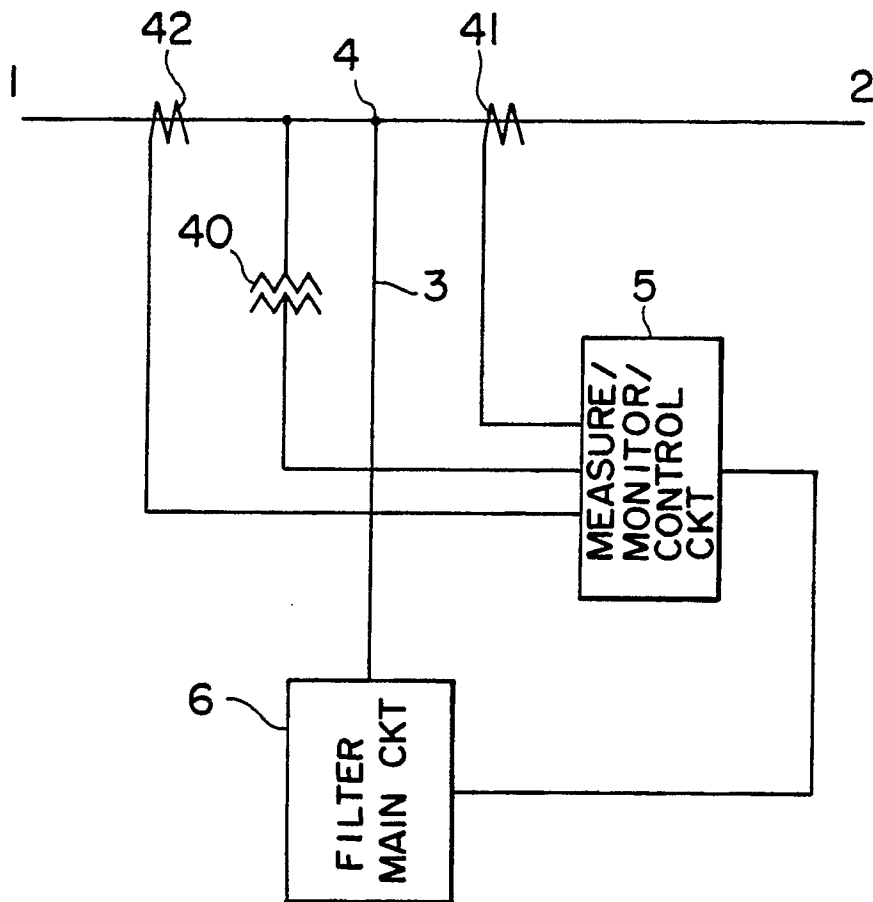 42
41
1
4
2
40
3
5
MEASURE/
MONITOR/
CONTROL
CKT
6
FILTER
MAIN CKT